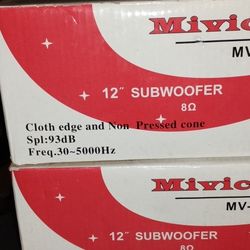 Mivic
MV-
12" SUBWOOFER
8Ω
Cloth edge and Non Pressed cone
Spl:93dB
Freq.30~5000Hz
Mivic
MV-
12" SUBWOOFER
8Ω